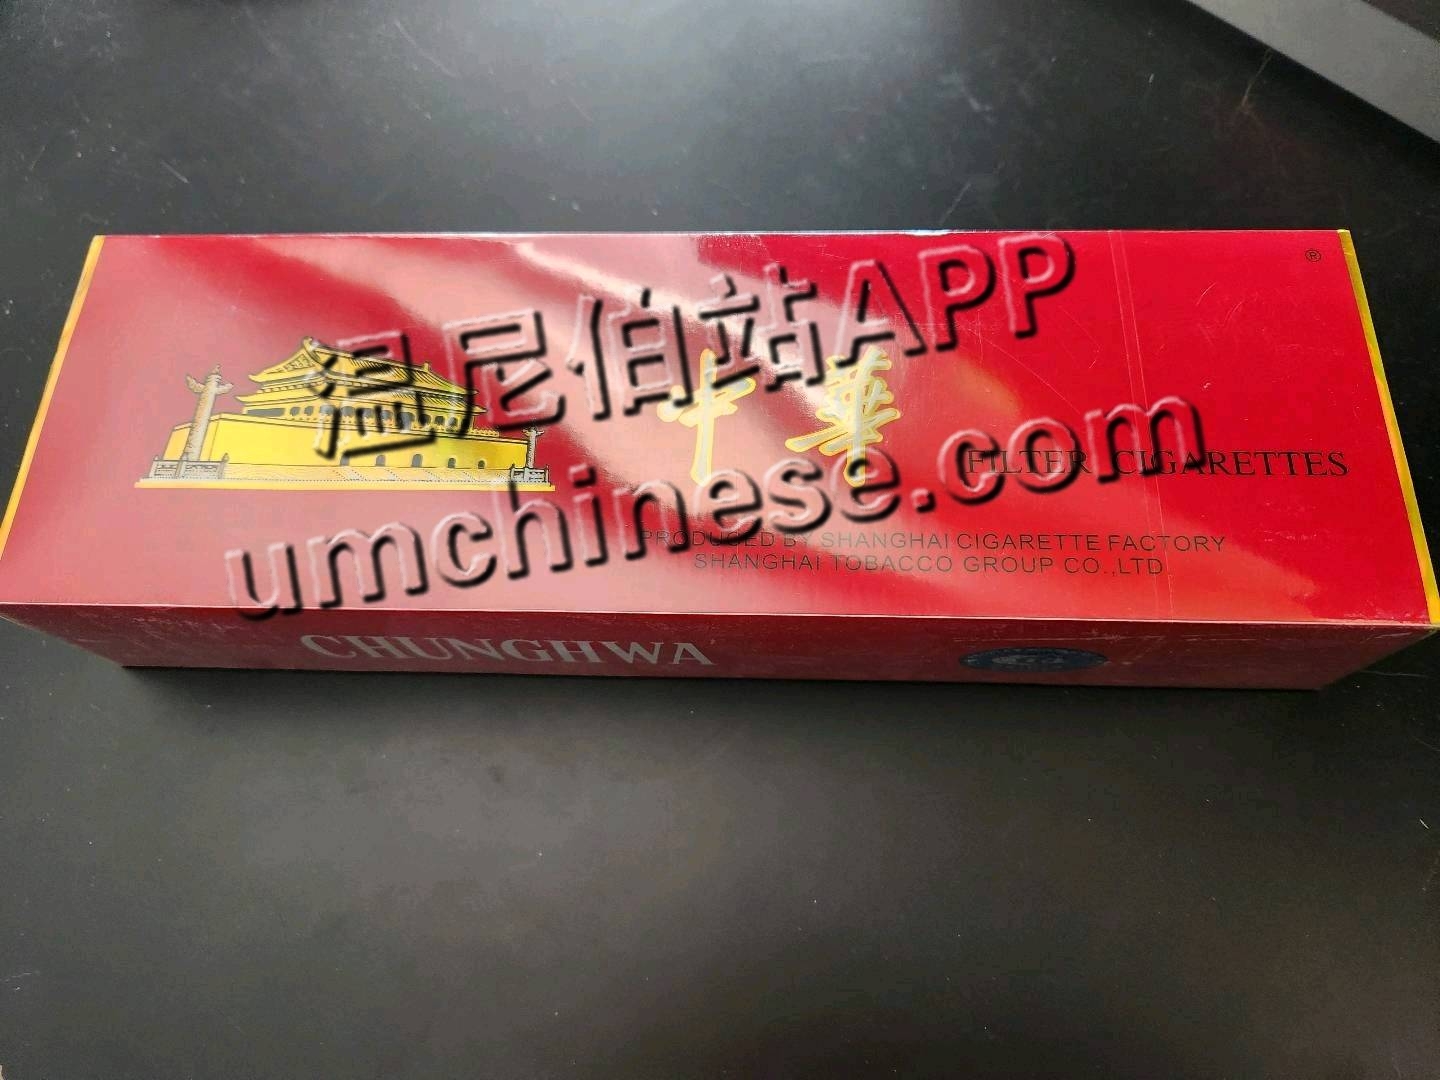 ®
温尼伯站APP
中華
umchinese.com
FILTER CIGARETTES
PRODUCED BY SHANGHAI CIGARETTE FACTORY
SHANGHAI TOBACCO GROUP CO.,LTD
CHUNGHWA